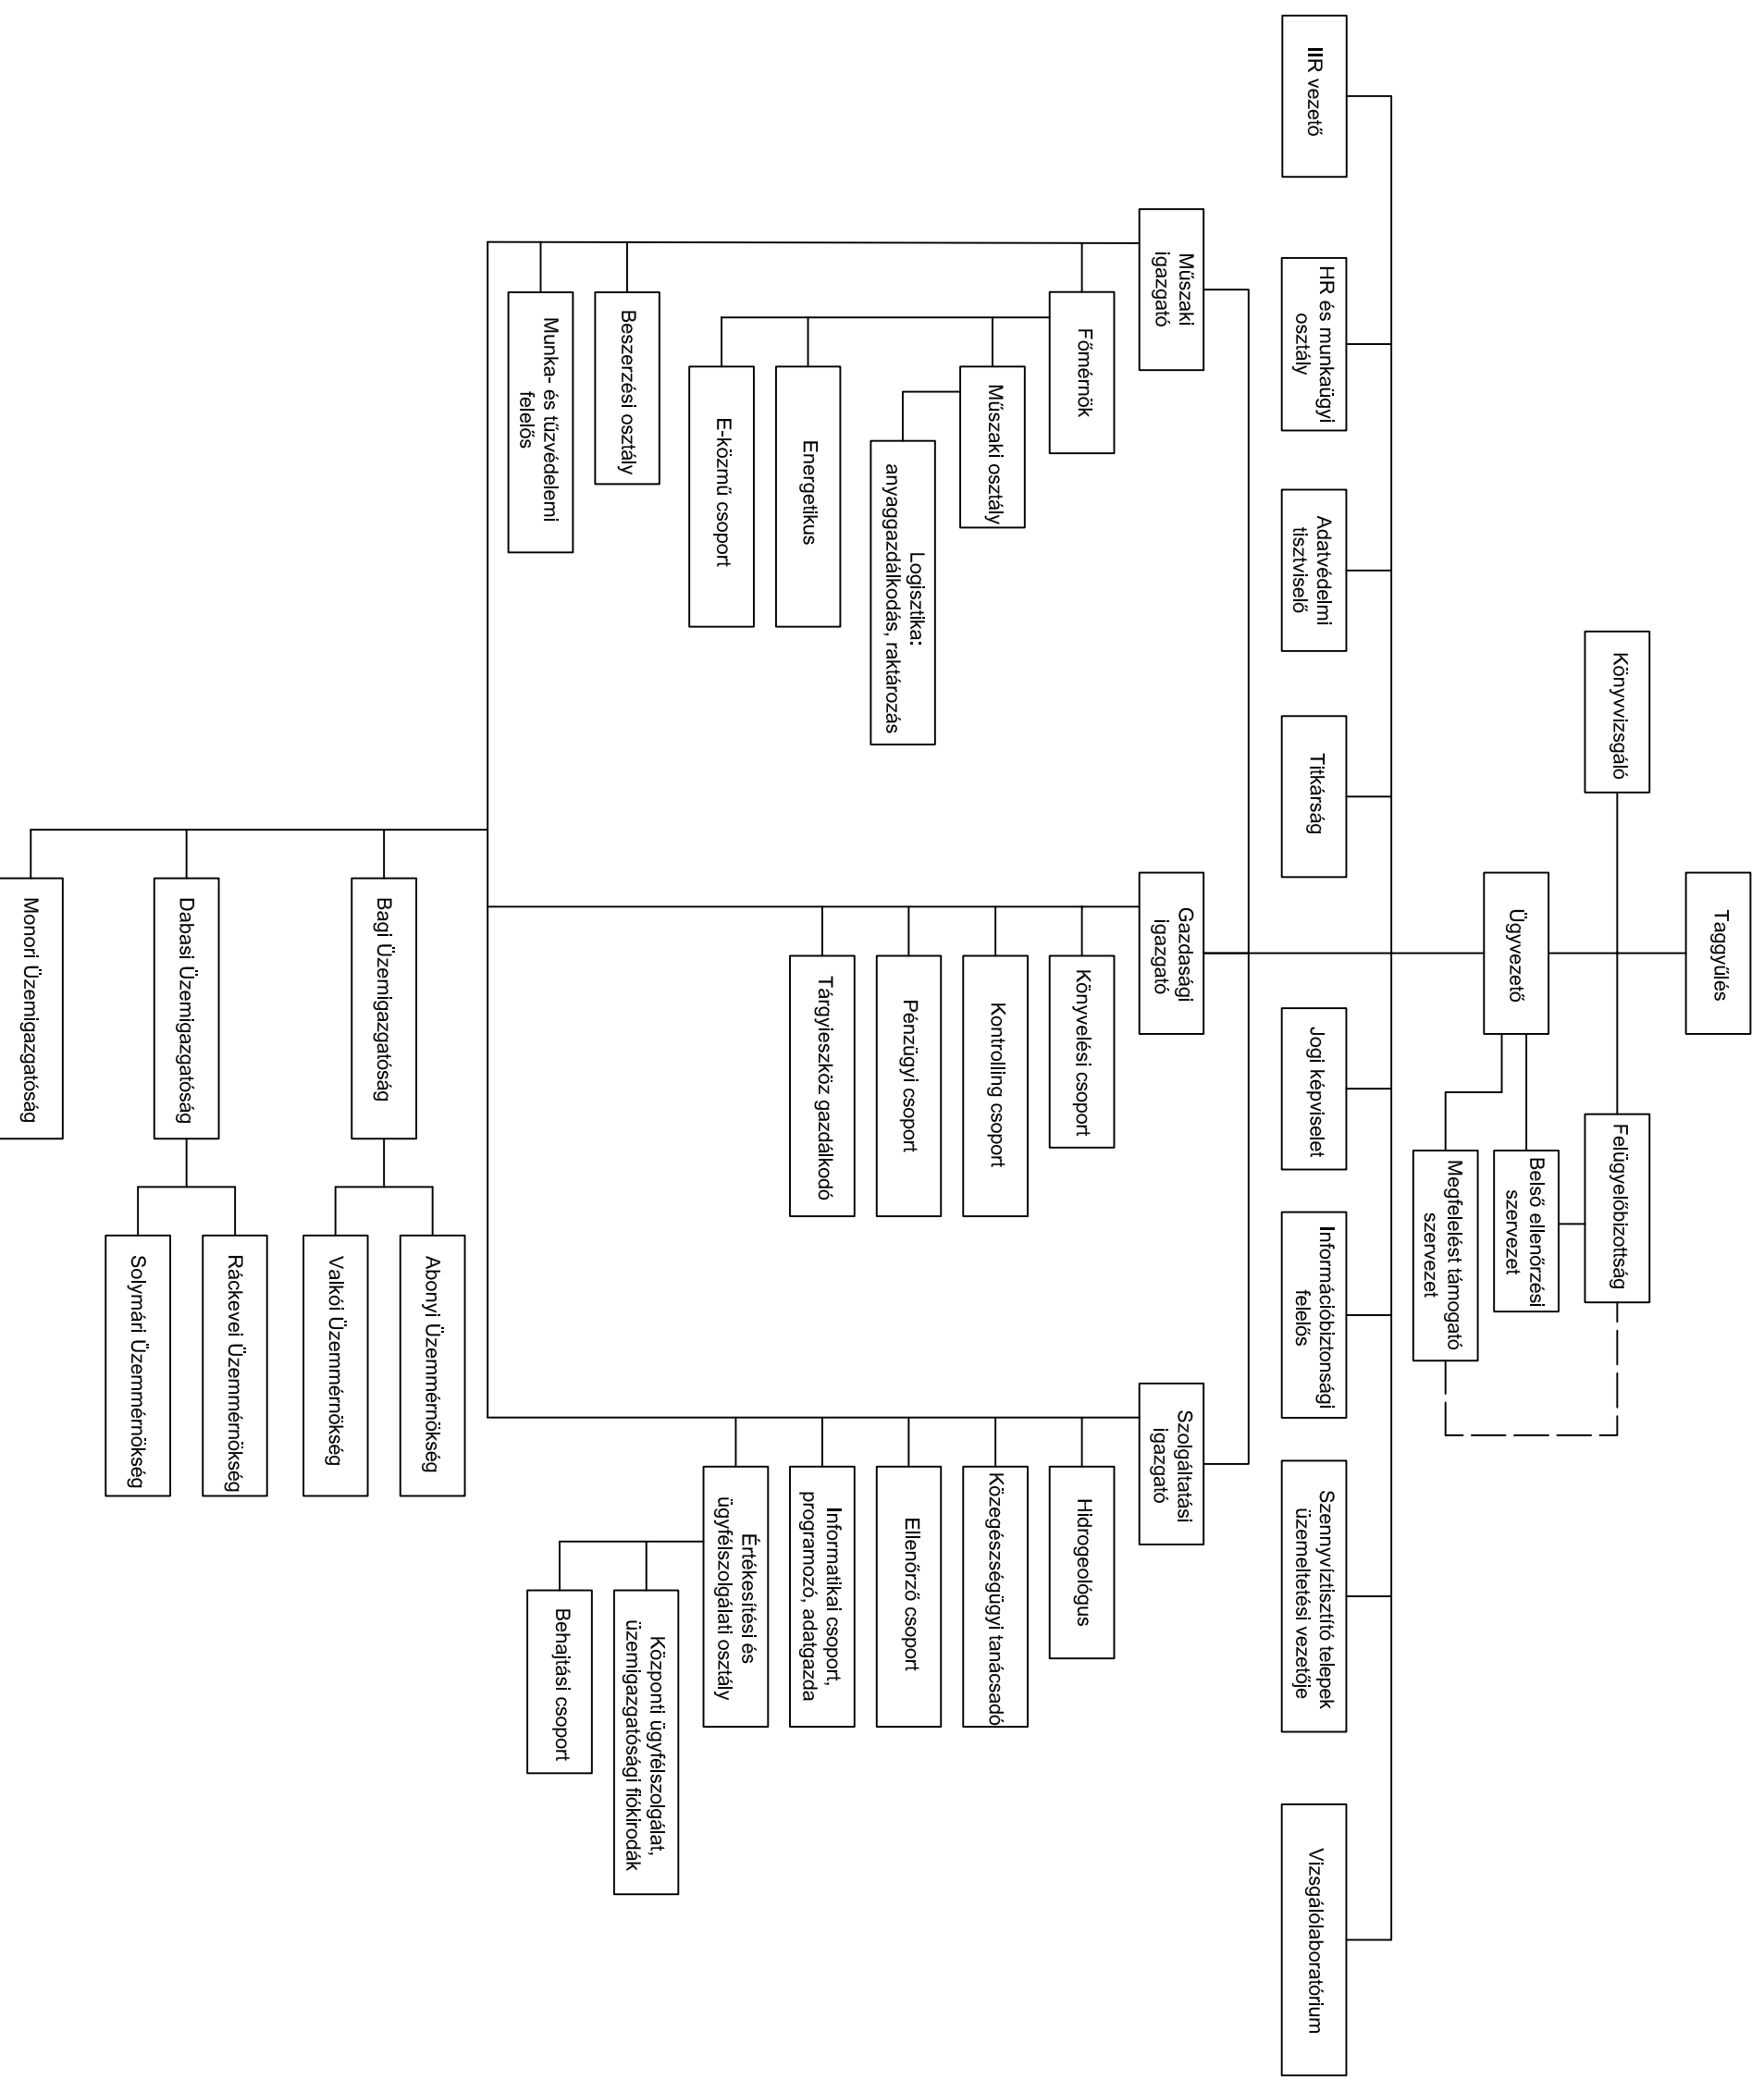 Taggyűlés
Könyvvizsgáló
Felügyelőbizottság
Ügyvezető
Belső ellenőrzési
szervezet
Megfelelést támogató
szervezet
IIR vezető
HR és munkaügyi
osztály
Adatvédelmi
tisztviselő
Titkárság
Jogi képviselet
Információbiztonsági
felelős
Szennyvíztisztító telepek
üzemeltetési vezetője
Vizsgálólaboratórium
Műszaki
igazgató
Gazdasági
igazgató
Szolgáltatási
igazgató
Főmérnök
Műszaki osztály
Logisztika:
anyaggazdálkodás, raktározás
Energetikus
E-közmű csoport
Beszerzési osztály
Munka- és tűzvédelemi
felelős
Könyvelési csoport
Kontrolling csoport
Pénzügyi csoport
Tárgyieszköz gazdálkodó
Hidrogeológus
Közegészségügyi tanácsadó
Ellenőrző csoport
Informatikai csoport,
programozó, adatgazda
Értékesítési és
ügyfélszolgálati osztály
Központi ügyfélszolgálat,
üzemigazgatósági fiókirodák
Behajtási csoport
Bagi Üzemigazgatóság
Abonyi Üzemmérnökség
Valkói Üzemmérnökség
Dabasi Üzemigazgatóság
Ráckevei Üzemmérnökség
Solymári Üzemmérnökség
Monori Üzemigazgatóság